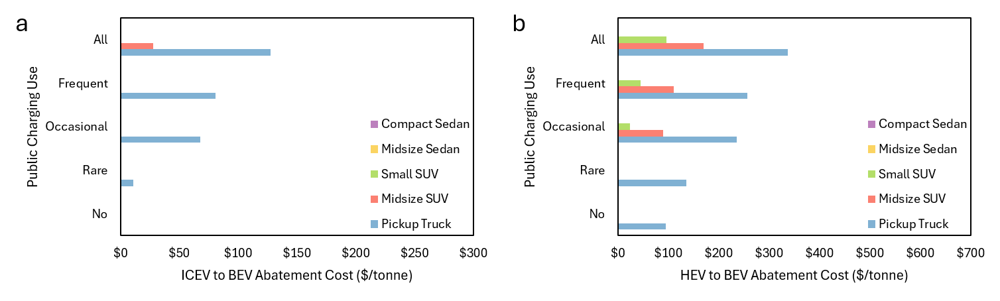 a
Public Charging Use
All
Frequent
Occasional
Rare
No
Compact Sedan
Midsize Sedan
Small SUV
Midsize SUV
Pickup Truck
$0 $50 $100 $150 $200 $250 $300
ICEV to BEV Abatement Cost ($/tonne)
b
Public Charging Use
All
Frequent
Occasional
Rare
No
Compact Sedan
Midsize Sedan
Small SUV
Midsize SUV
Pickup Truck
$0 $100 $200 $300 $400 $500 $600 $700
HEV to BEV Abatement Cost ($/tonne)